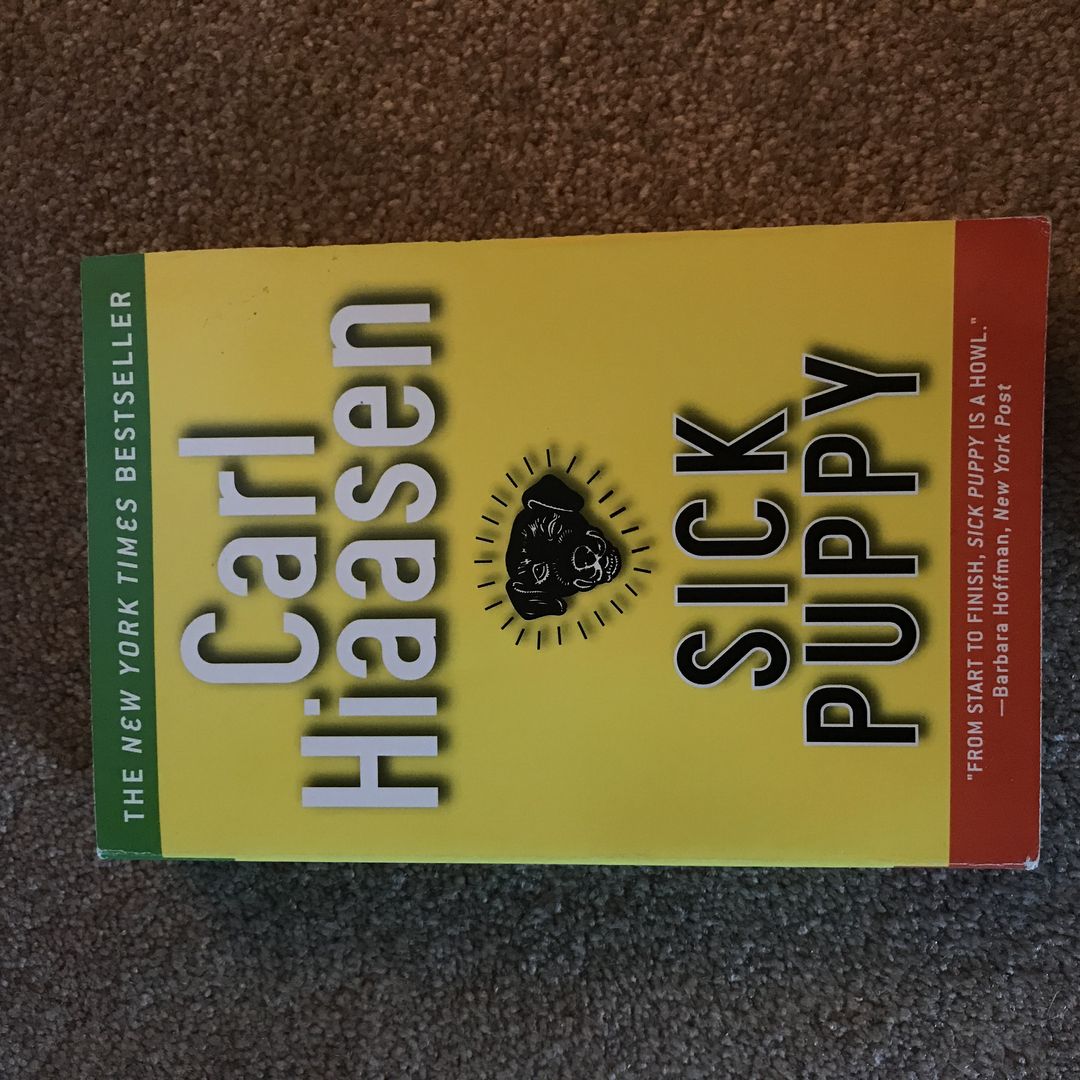 THE NEW YORK TIMES BESTSELLER
Carl
Hiaasen
SICK
PUPPY
"FROM START TO FINISH, SICK PUPPY IS A HOWL."
—Barbara Hoffman, New York Post